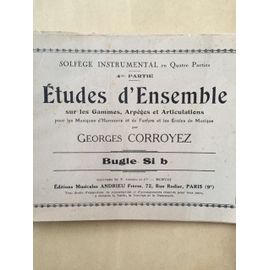 SOLFÈGE INSTRUMENTAL en Quatre Parties
4me PARTIE
Études d'Ensemble
sur les Gammes, Arpèges et Articulations
pour les Musiques d'Harmonie et de Fanfare et les Écoles de Musique
par
GEORGES CORROYEZ
Bugle Si b
Éditions Musicales ANDRIEU Frères, 72, Rue Rodier, PARIS (9e)